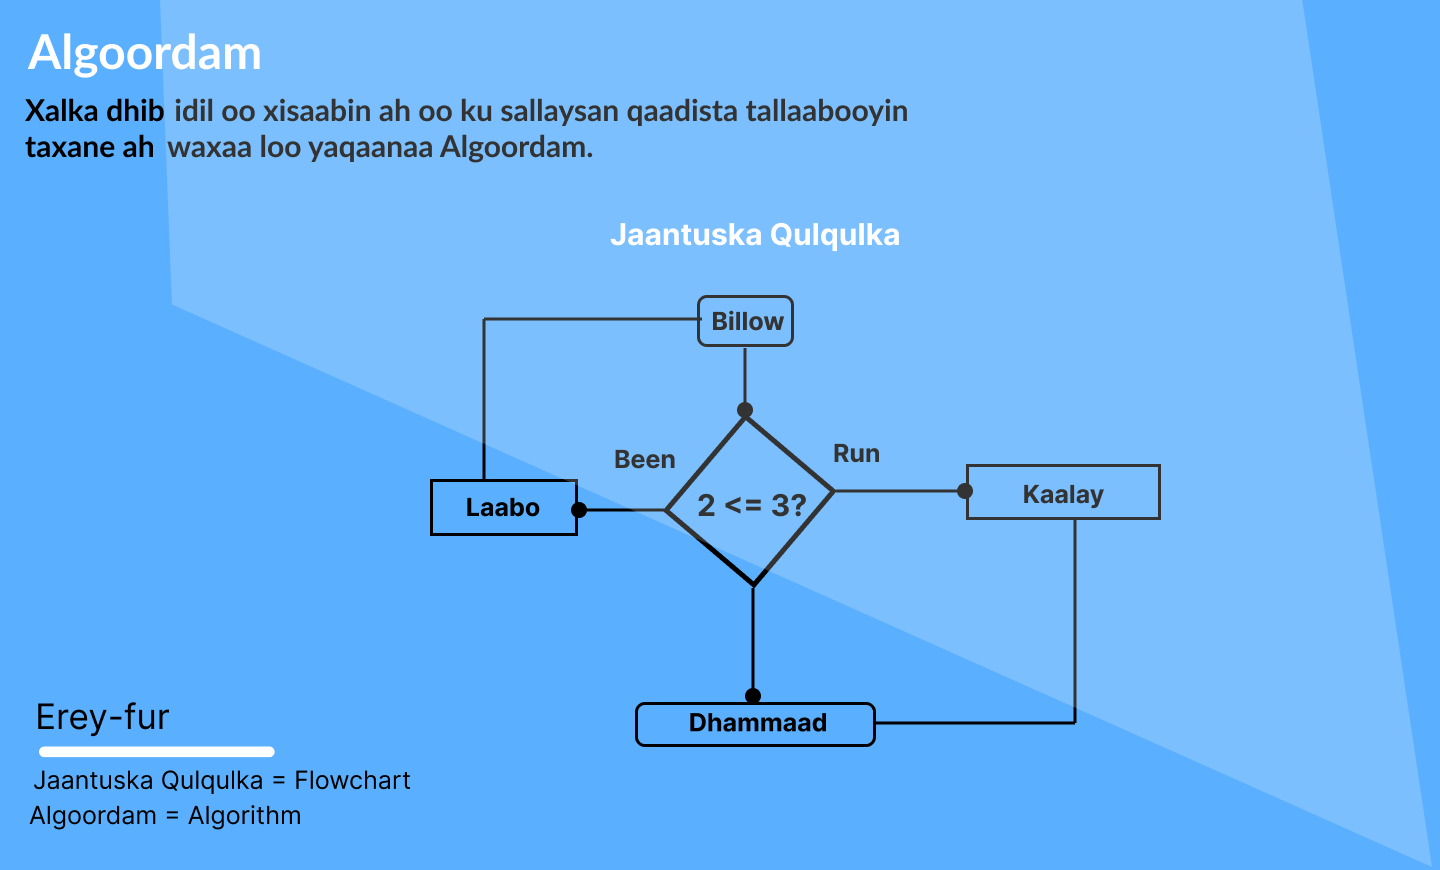 Algoordam
Xalka dhib idil oo xisaabin ah oo ku sallaysan qaadista tallaabooyin
taxane ah waxaa loo yaqaanaa Algoordam.
Jaantuska Qulqulka
Billow
Been
Run
2 <= 3?
Kaalay
Laabo
Dhammaad
Erey-fur
Jaantuska Qulqulka = Flowchart
Algoordam = Algorithm